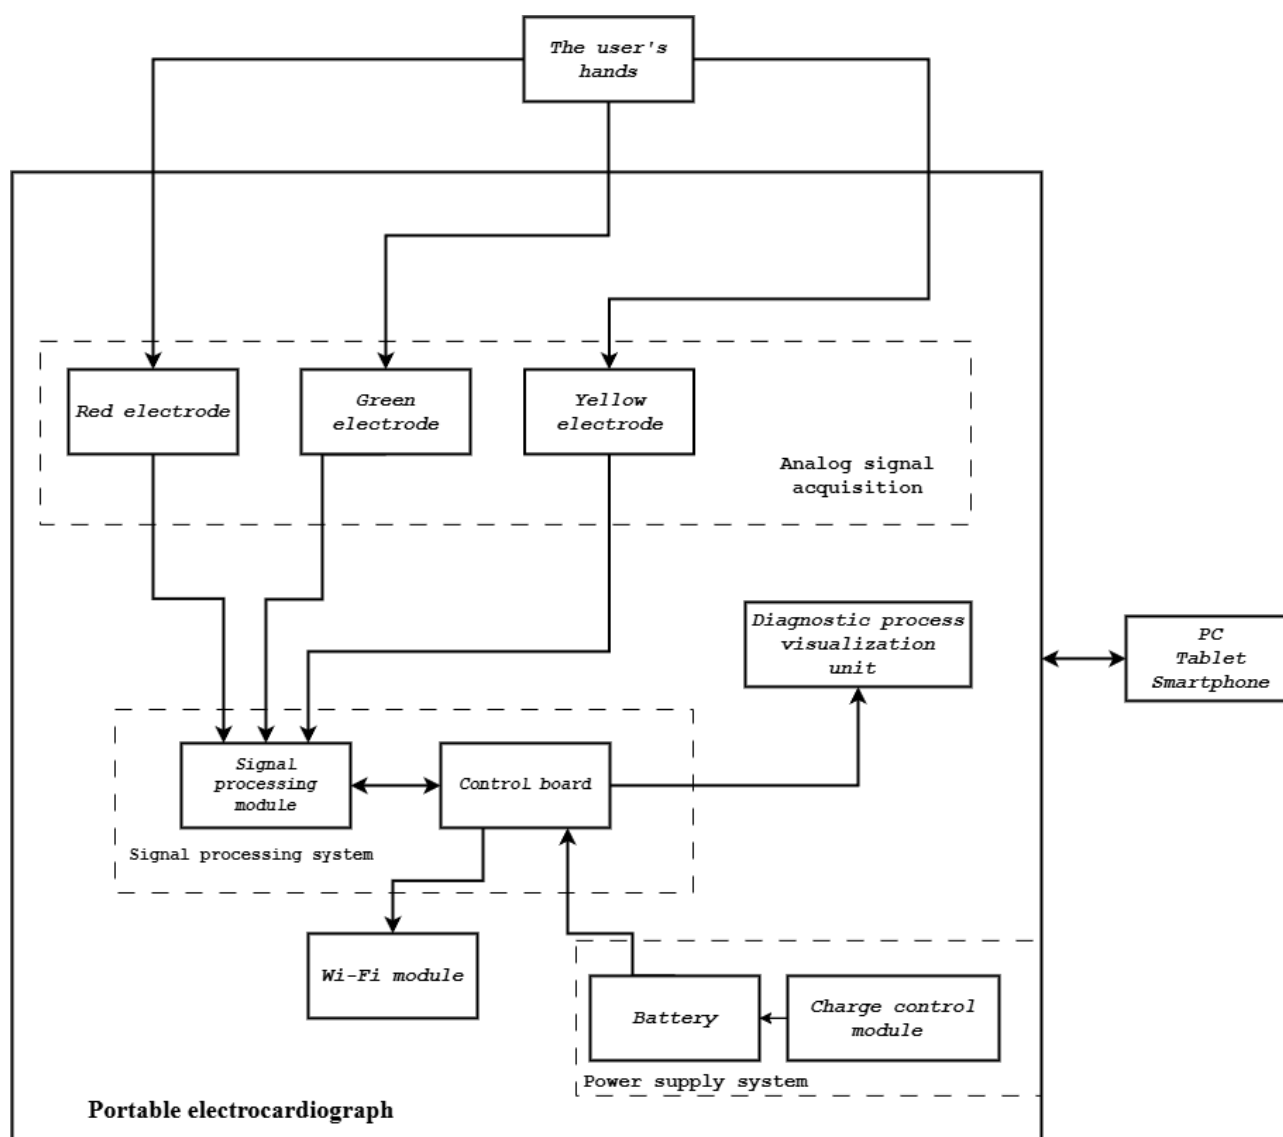 The user's
hands
Red electrode
Green
electrode
Yellow
electrode
Analog signal
acquisition
Diagnostic process
visualization
unit
PC
Tablet
Smartphone
Signal
processing
module
Control board
Signal processing system
Wi-Fi module
Battery
Charge control
module
Power supply system
Portable electrocardiograph